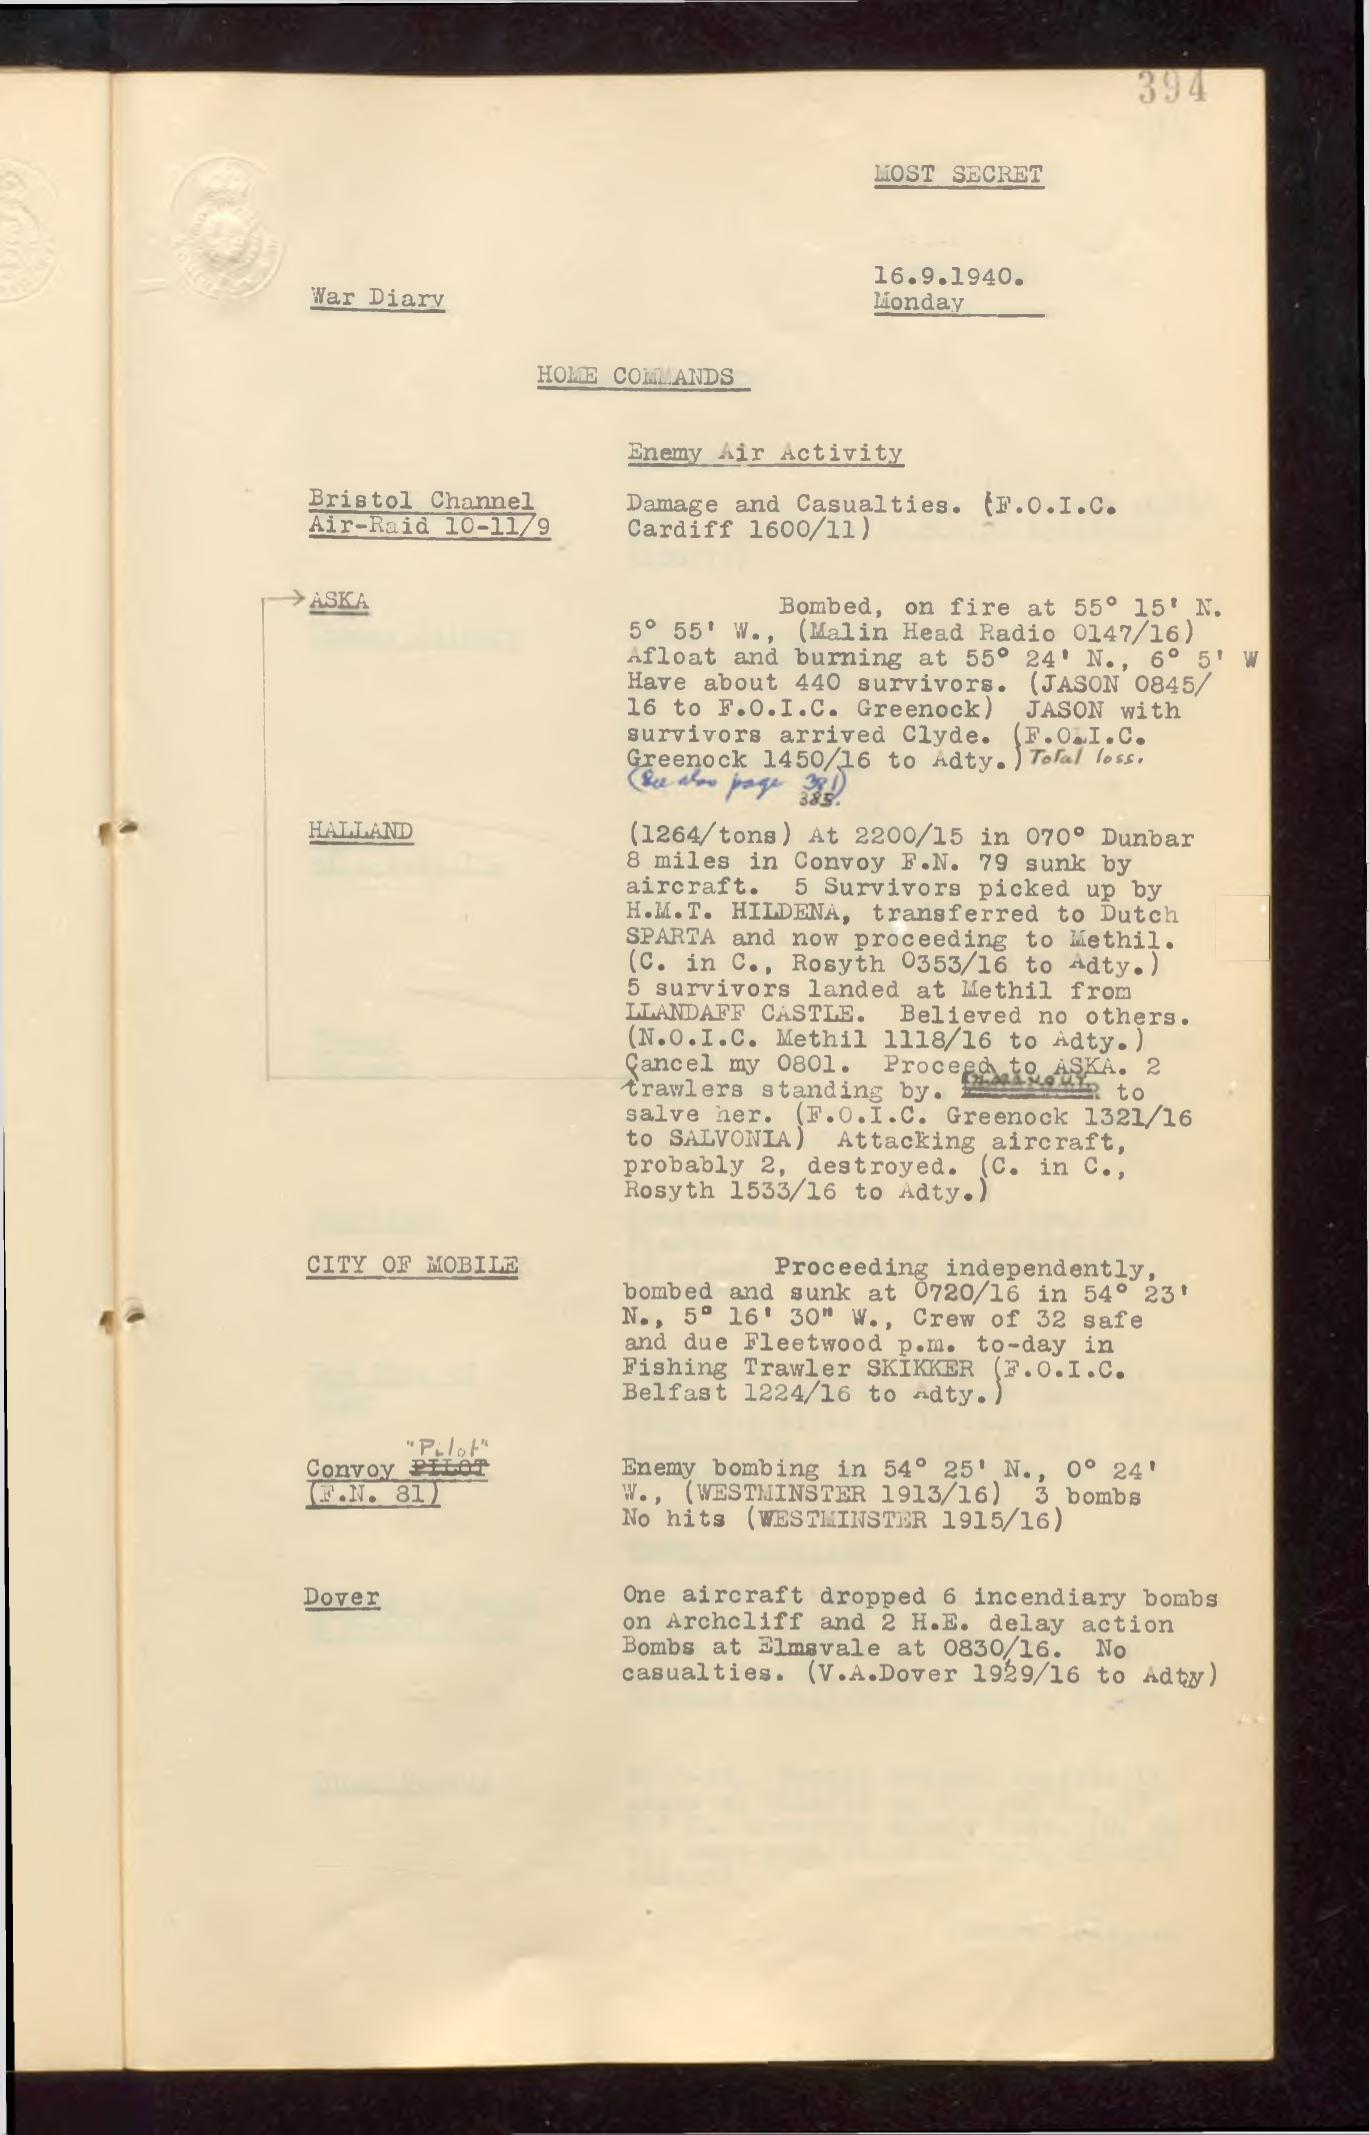 394
MOST SECRET
16.9.1940.
War Diary
Monday
HOME COMMANDS
Enemy Air Activity
Bristol Channel
Air-Raid 10-11/9
Damage and Casualties. (F.O.I.C.
Cardiff 1600/11)
ASKA
Bombed, on fire at 55° 15' N.
5° 55' W., (Malin Head Radio 0147/16)
Afloat and burning at 55° 24' N., 6° 5' W
Have about 440 survivors. (JASON 0845/
16 to F.O.I.C. Greenock) JASON with
survivors arrived Clyde. (F.O.I.C.
Greenock 1450/16 to Adty.) Total loss.
(See also page 381)
385.
HALLAND
(1264/tons) At 2200/15 in 070° Dunbar
8 miles in Convoy F.N. 79 sunk by
aircraft. 5 Survivors picked up by
H.M.T. HILDENA, transferred to Dutch
SPARTA and now proceeding to Methil.
(C. in C., Rosyth 0353/16 to Adty.)
5 survivors landed at Methil from
LLANDAFF CASTLE. Believed no others.
(N.O.I.C. Methil 1118/16 to Adty.)
Cancel my 0801. Proceed to ASKA. 2
trawlers standing by. to
salve her. (F.O.I.C. Greenock 1321/16
to SALVONIA) Attacking aircraft,
probably 2, destroyed. (C. in C.,
Rosyth 1533/16 to Adty.)
CITY OF MOBILE
Proceeding independently,
bombed and sunk at 0720/16 in 54° 23'
N., 5° 16' 30" W., Crew of 32 safe
and due Fleetwood p.m. to-day in
Fishing Trawler SKIKKER (F.O.I.C.
Belfast 1224/16 to Adty.)
"Pilot"
Convoy PILOT
(F.N. 81)
Enemy bombing in 54° 25' N., 0° 24'
W., (WESTMINSTER 1913/16) 3 bombs
No hits (WESTMINSTER 1915/16)
Dover
One aircraft dropped 6 incendiary bombs
on Archcliff and 2 H.E. delay action
Bombs at Elmsvale at 0830/16. No
casualties. (V.A.Dover 1929/16 to Adty)